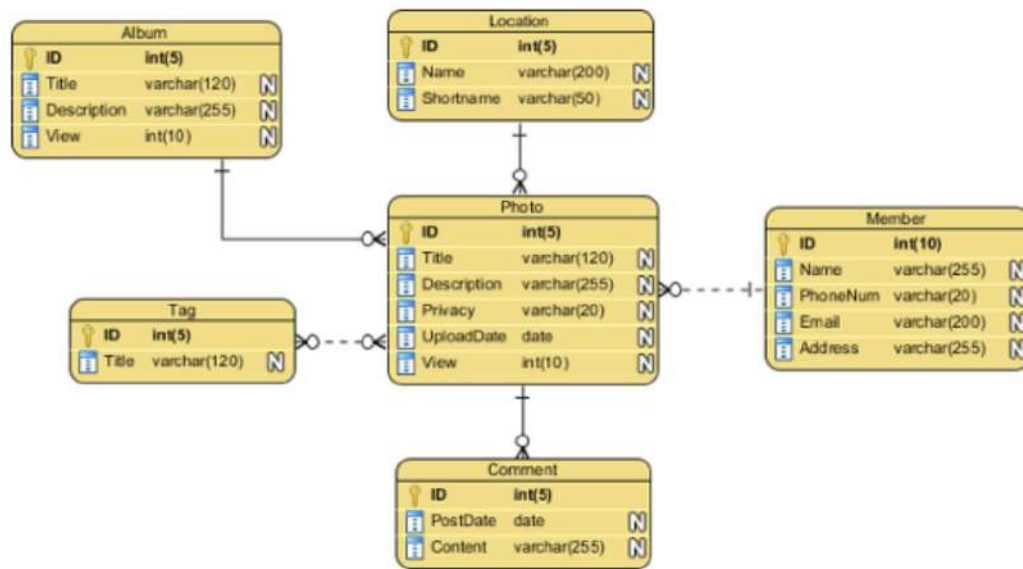 Album
ID int(5)
Title varchar(120) N
Description varchar(255) N
View int(10) N
Location
ID int(5)
Name varchar(200) N
Shortname varchar(50) N
Photo
ID int(5)
Title varchar(120) N
Description varchar(255) N
Privacy varchar(20) N
UploadDate date N
View int(10) N
Member
ID int(10)
Name varchar(255) N
PhoneNum varchar(20) N
Email varchar(200) N
Address varchar(255) N
Tag
ID int(5)
Title varchar(120) N
Comment
ID int(5)
PostDate date N
Content varchar(255) N